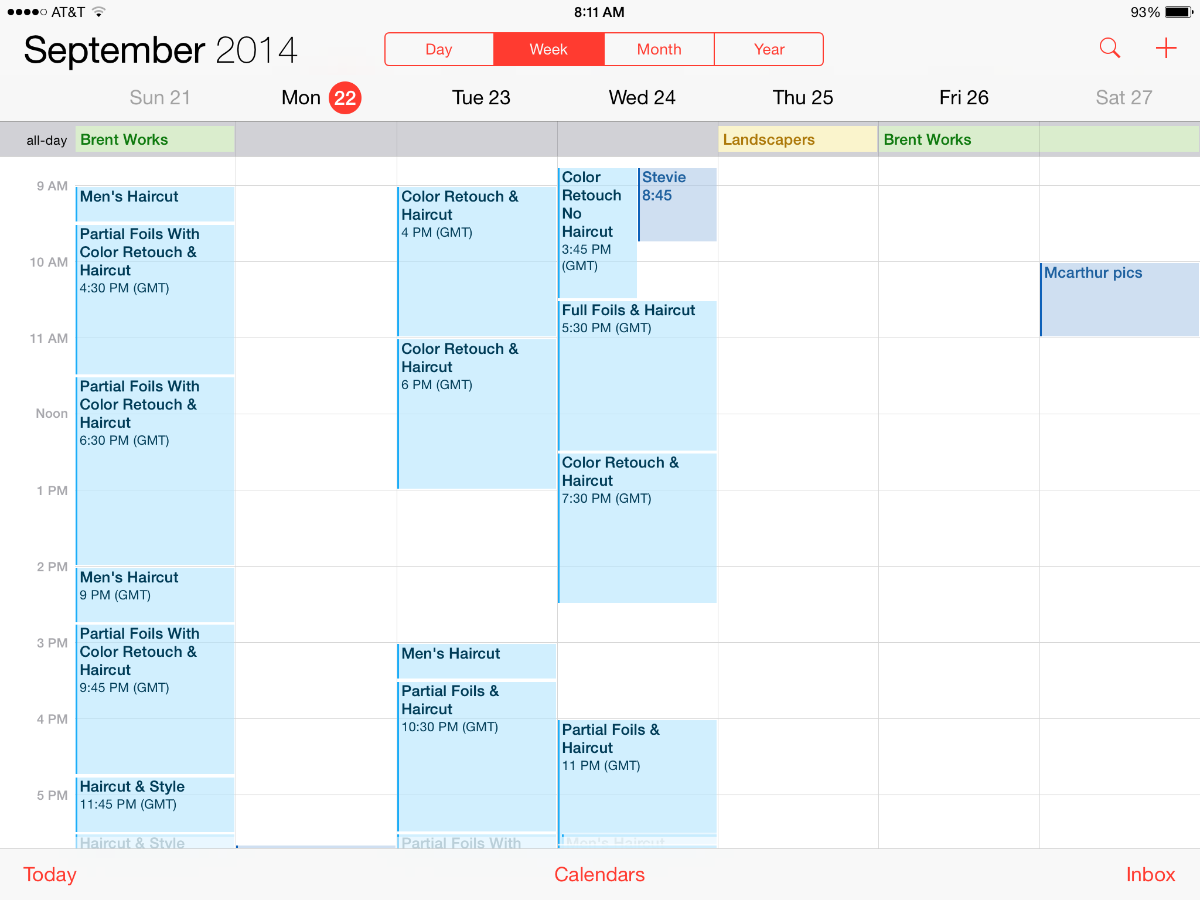 AT&T 8:11 AM 93%
September 2014
Day Week Month Year
Sun 21 Mon 22 Tue 23 Wed 24 Thu 25 Fri 26 Sat 27
all-day Brent Works Landscapers Brent Works
9 AM
10 AM
11 AM
Noon
1 PM
2 PM
3 PM
4 PM
5 PM
Men's Haircut
Partial Foils With
Color Retouch &
Haircut
4:30 PM (GMT)
Partial Foils With
Color Retouch &
Haircut
6:30 PM (GMT)
Men's Haircut
9 PM (GMT)
Partial Foils With
Color Retouch &
Haircut
9:45 PM (GMT)
Haircut & Style
11:45 PM (GMT)
Haircut & Style
Color Retouch &
Haircut
4 PM (GMT)
Color Retouch &
Haircut
6 PM (GMT)
Men's Haircut
Partial Foils &
Haircut
10:30 PM (GMT)
Partial Foils With
Color
Retouch
No
Haircut
3:45 PM
(GMT)
Stevie
8:45
Full Foils & Haircut
5:30 PM (GMT)
Color Retouch &
Haircut
7:30 PM (GMT)
Partial Foils &
Haircut
11 PM (GMT)
Men's Haircut
Mcarthur pics
Today Calendars Inbox